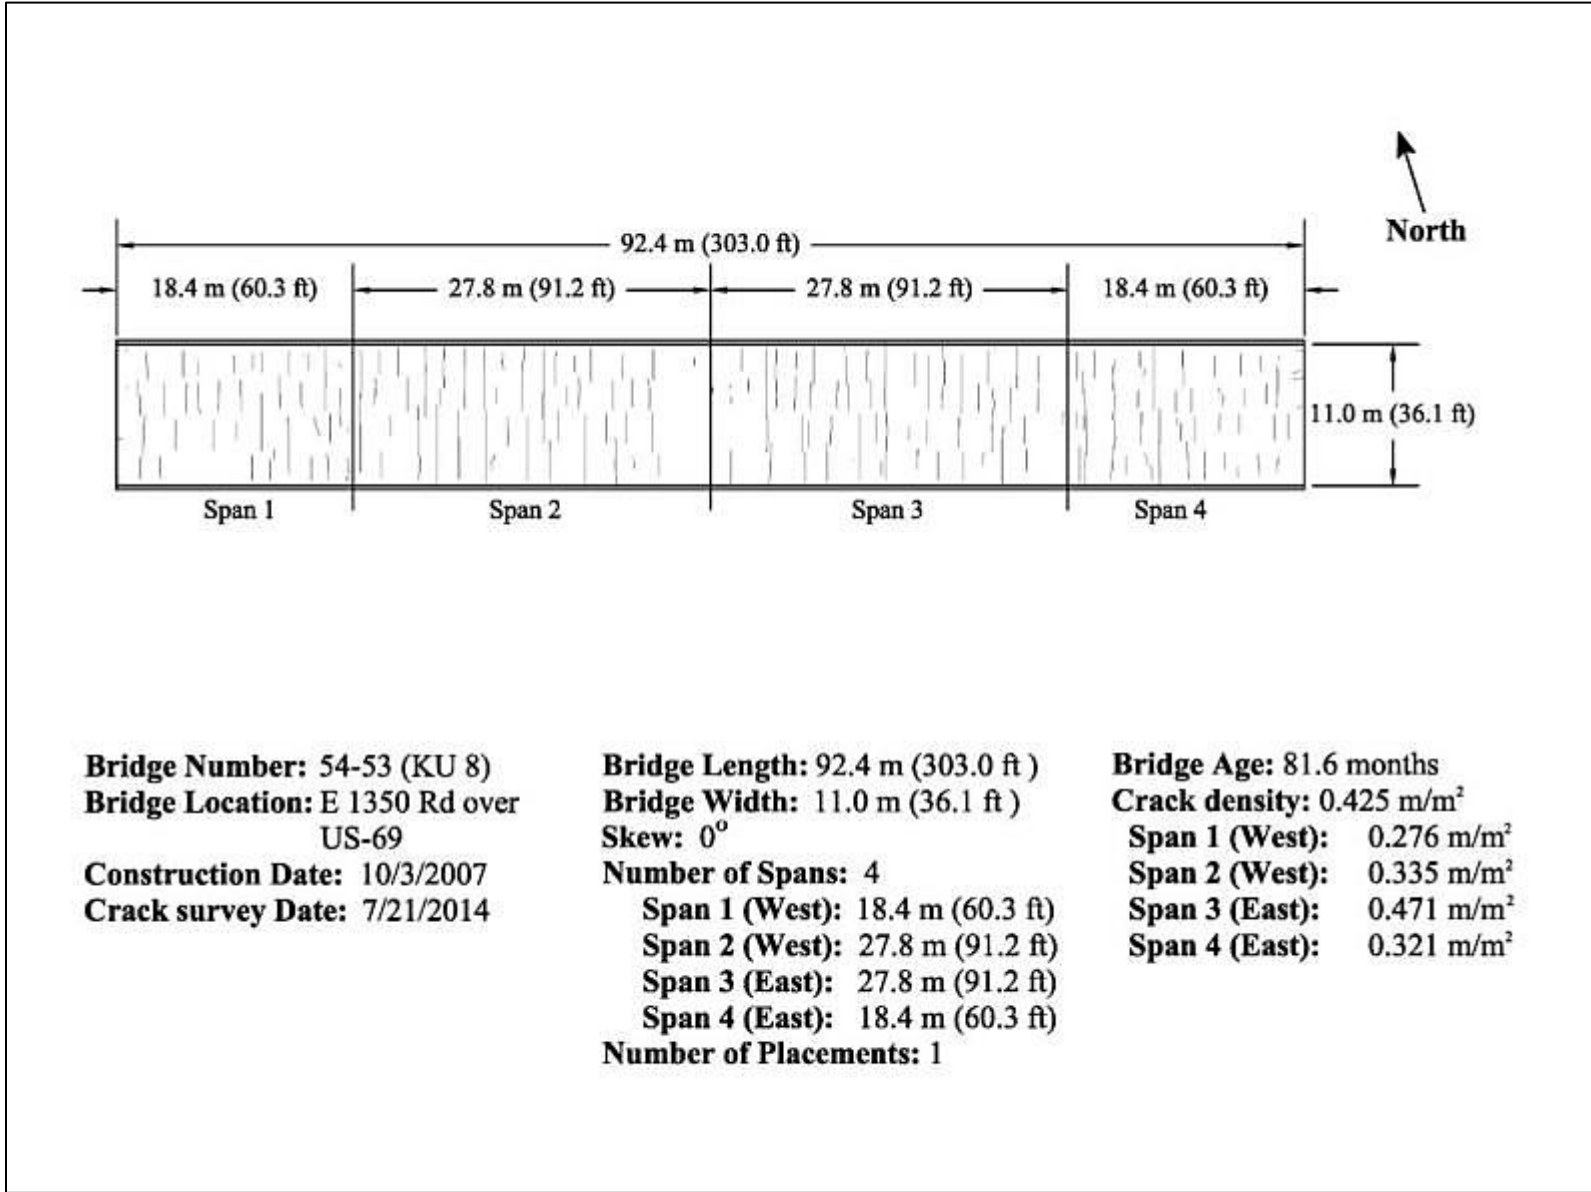 North
92.4 m (303.0 ft)
18.4 m (60.3 ft)
27.8 m (91.2 ft)
27.8 m (91.2 ft)
18.4 m (60.3 ft)
11.0 m (36.1 ft)
Span 1
Span 2
Span 3
Span 4
Bridge Number: 54-53 (KU 8)
Bridge Location: E 1350 Rd over
US-69
Construction Date: 10/3/2007
Crack survey Date: 7/21/2014
Bridge Length: 92.4 m (303.0 ft )
Bridge Width: 11.0 m (36.1 ft )
Skew: 0°
Number of Spans: 4
Span 1 (West): 18.4 m (60.3 ft)
Span 2 (West): 27.8 m (91.2 ft)
Span 3 (East): 27.8 m (91.2 ft)
Span 4 (East): 18.4 m (60.3 ft)
Number of Placements: 1
Bridge Age: 81.6 months
Crack density: 0.425 m/m²
Span 1 (West): 0.276 m/m²
Span 2 (West): 0.335 m/m²
Span 3 (East): 0.471 m/m²
Span 4 (East): 0.321 m/m²